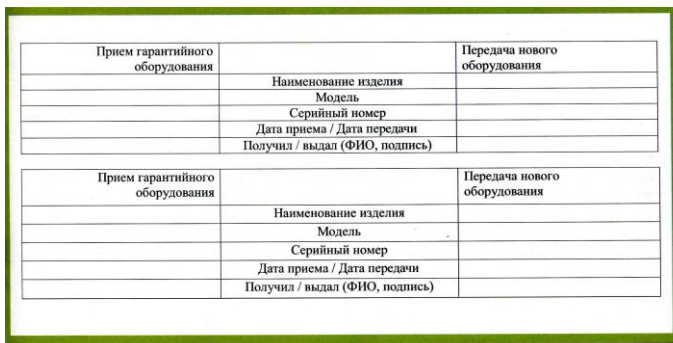 Прием гарантийного
оборудования
Передача нового
оборудования
Наименование изделия
Модель
Серийный номер
Дата приема / Дата передачи
Получил / выдал (ФИО, подпись)
Прием гарантийного
оборудования
Передача нового
оборудования
Наименование изделия
Модель
Серийный номер
Дата приема / Дата передачи
Получил / выдал (ФИО, подпись)